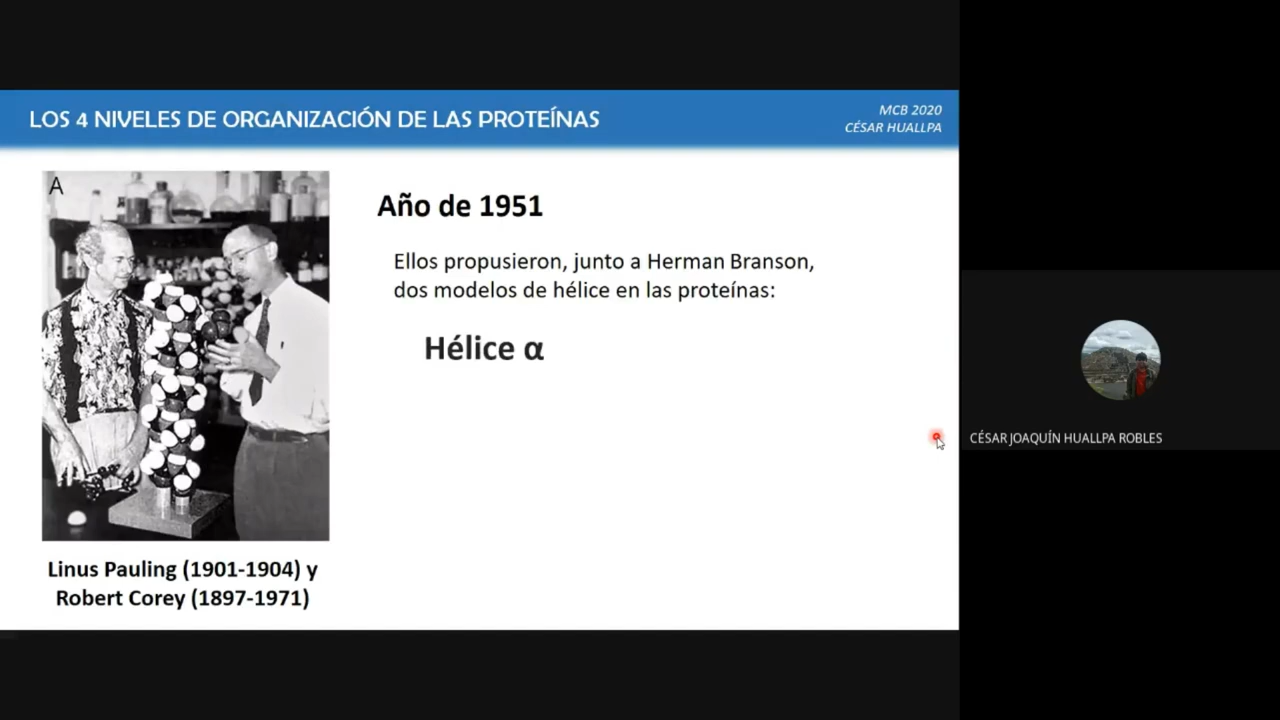 LOS 4 NIVELES DE ORGANIZACIÓN DE LAS PROTEÍNAS
MCB 2020
CÉSAR HUALLPA
A
Año de 1951
Ellos propusieron, junto a Herman Branson,
dos modelos de hélice en las proteínas:
Hélice α
Linus Pauling (1901-1904) y
Robert Corey (1897-1971)
CÉSAR JOAQUÍN HUALLPA ROBLES